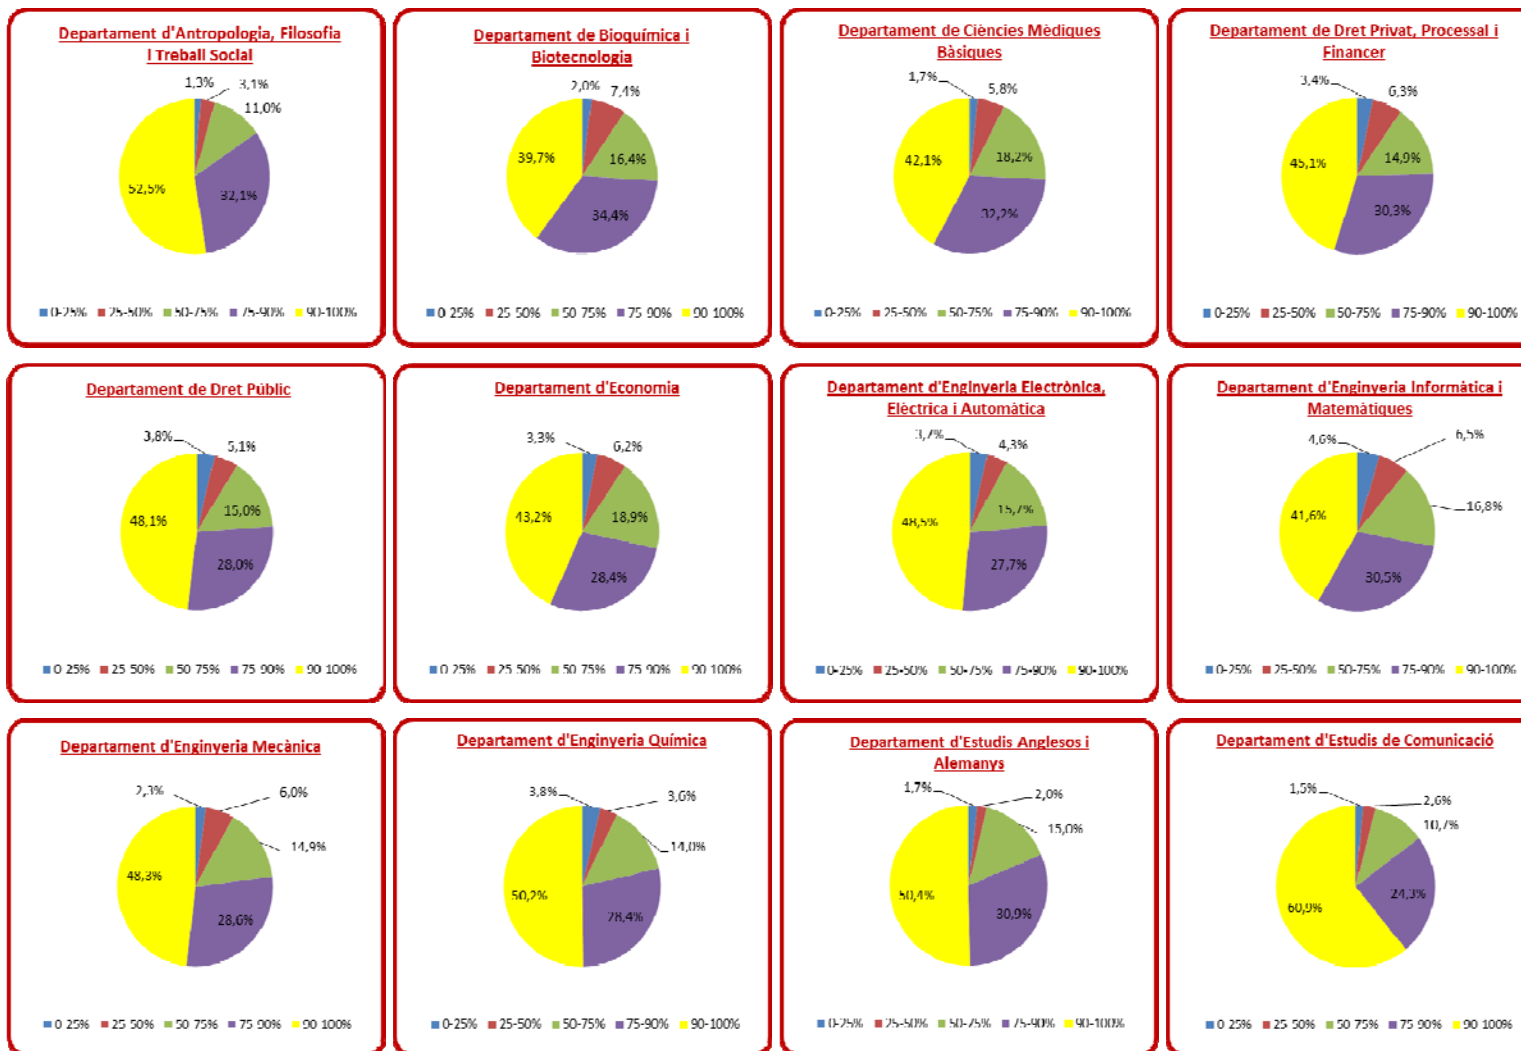 Departament d'Antropologia, Filosofia
i Treball Social
1,3%
3,1%
11,0%
52,5%
32,1%
0-25% 25-50% 50-75% 75-90% 90-100%
Departament de Bioquímica i
Biotecnologia
2,0%
7,4%
39,7%
16,4%
34,4%
0-25% 25-50% 50-75% 75-90% 90-100%
Departament de Ciències Mèdiques
Bàsiques
1,7%
5,8%
42,1%
18,2%
32,2%
0-25% 25-50% 50-75% 75-90% 90-100%
Departament de Dret Privat, Processal i
Financer
3,4%
6,3%
45,1%
14,9%
30,3%
0-25% 25-50% 50-75% 75-90% 90-100%
Departament de Dret Públic
3,8%
5,1%
48,1%
15,0%
28,0%
0-25% 25-50% 50-75% 75-90% 90-100%
Departament d'Economia
3,3%
6,2%
43,2%
18,9%
28,4%
0-25% 25-50% 50-75% 75-90% 90-100%
Departament d'Enginyeria Electrònica,
Elèctrica i Automàtica
3,7%
4,3%
48,5%
15,7%
27,7%
0-25% 25-50% 50-75% 75-90% 90-100%
Departament d'Enginyeria Informàtica i
Matemàtiques
4,6%
6,5%
41,6%
16,8%
30,5%
0-25% 25-50% 50-75% 75-90% 90-100%
Departament d'Enginyeria Mecànica
2,3%
6,0%
14,9%
48,3%
28,6%
0-25% 25-50% 50-75% 75-90% 90-100%
Departament d'Enginyeria Química
3,8%
3,6%
14,0%
50,2%
28,4%
0-25% 25-50% 50-75% 75-90% 90-100%
Departament d'Estudis Anglesos i
Alemanys
1,7%
2,0%
15,0%
50,4%
30,9%
0-25% 25-50% 50-75% 75-90% 90-100%
Departament d'Estudis de Comunicació
1,5%
2,6%
10,7%
24,3%
60,9%
0-25% 25-50% 50-75% 75-90% 90-100%